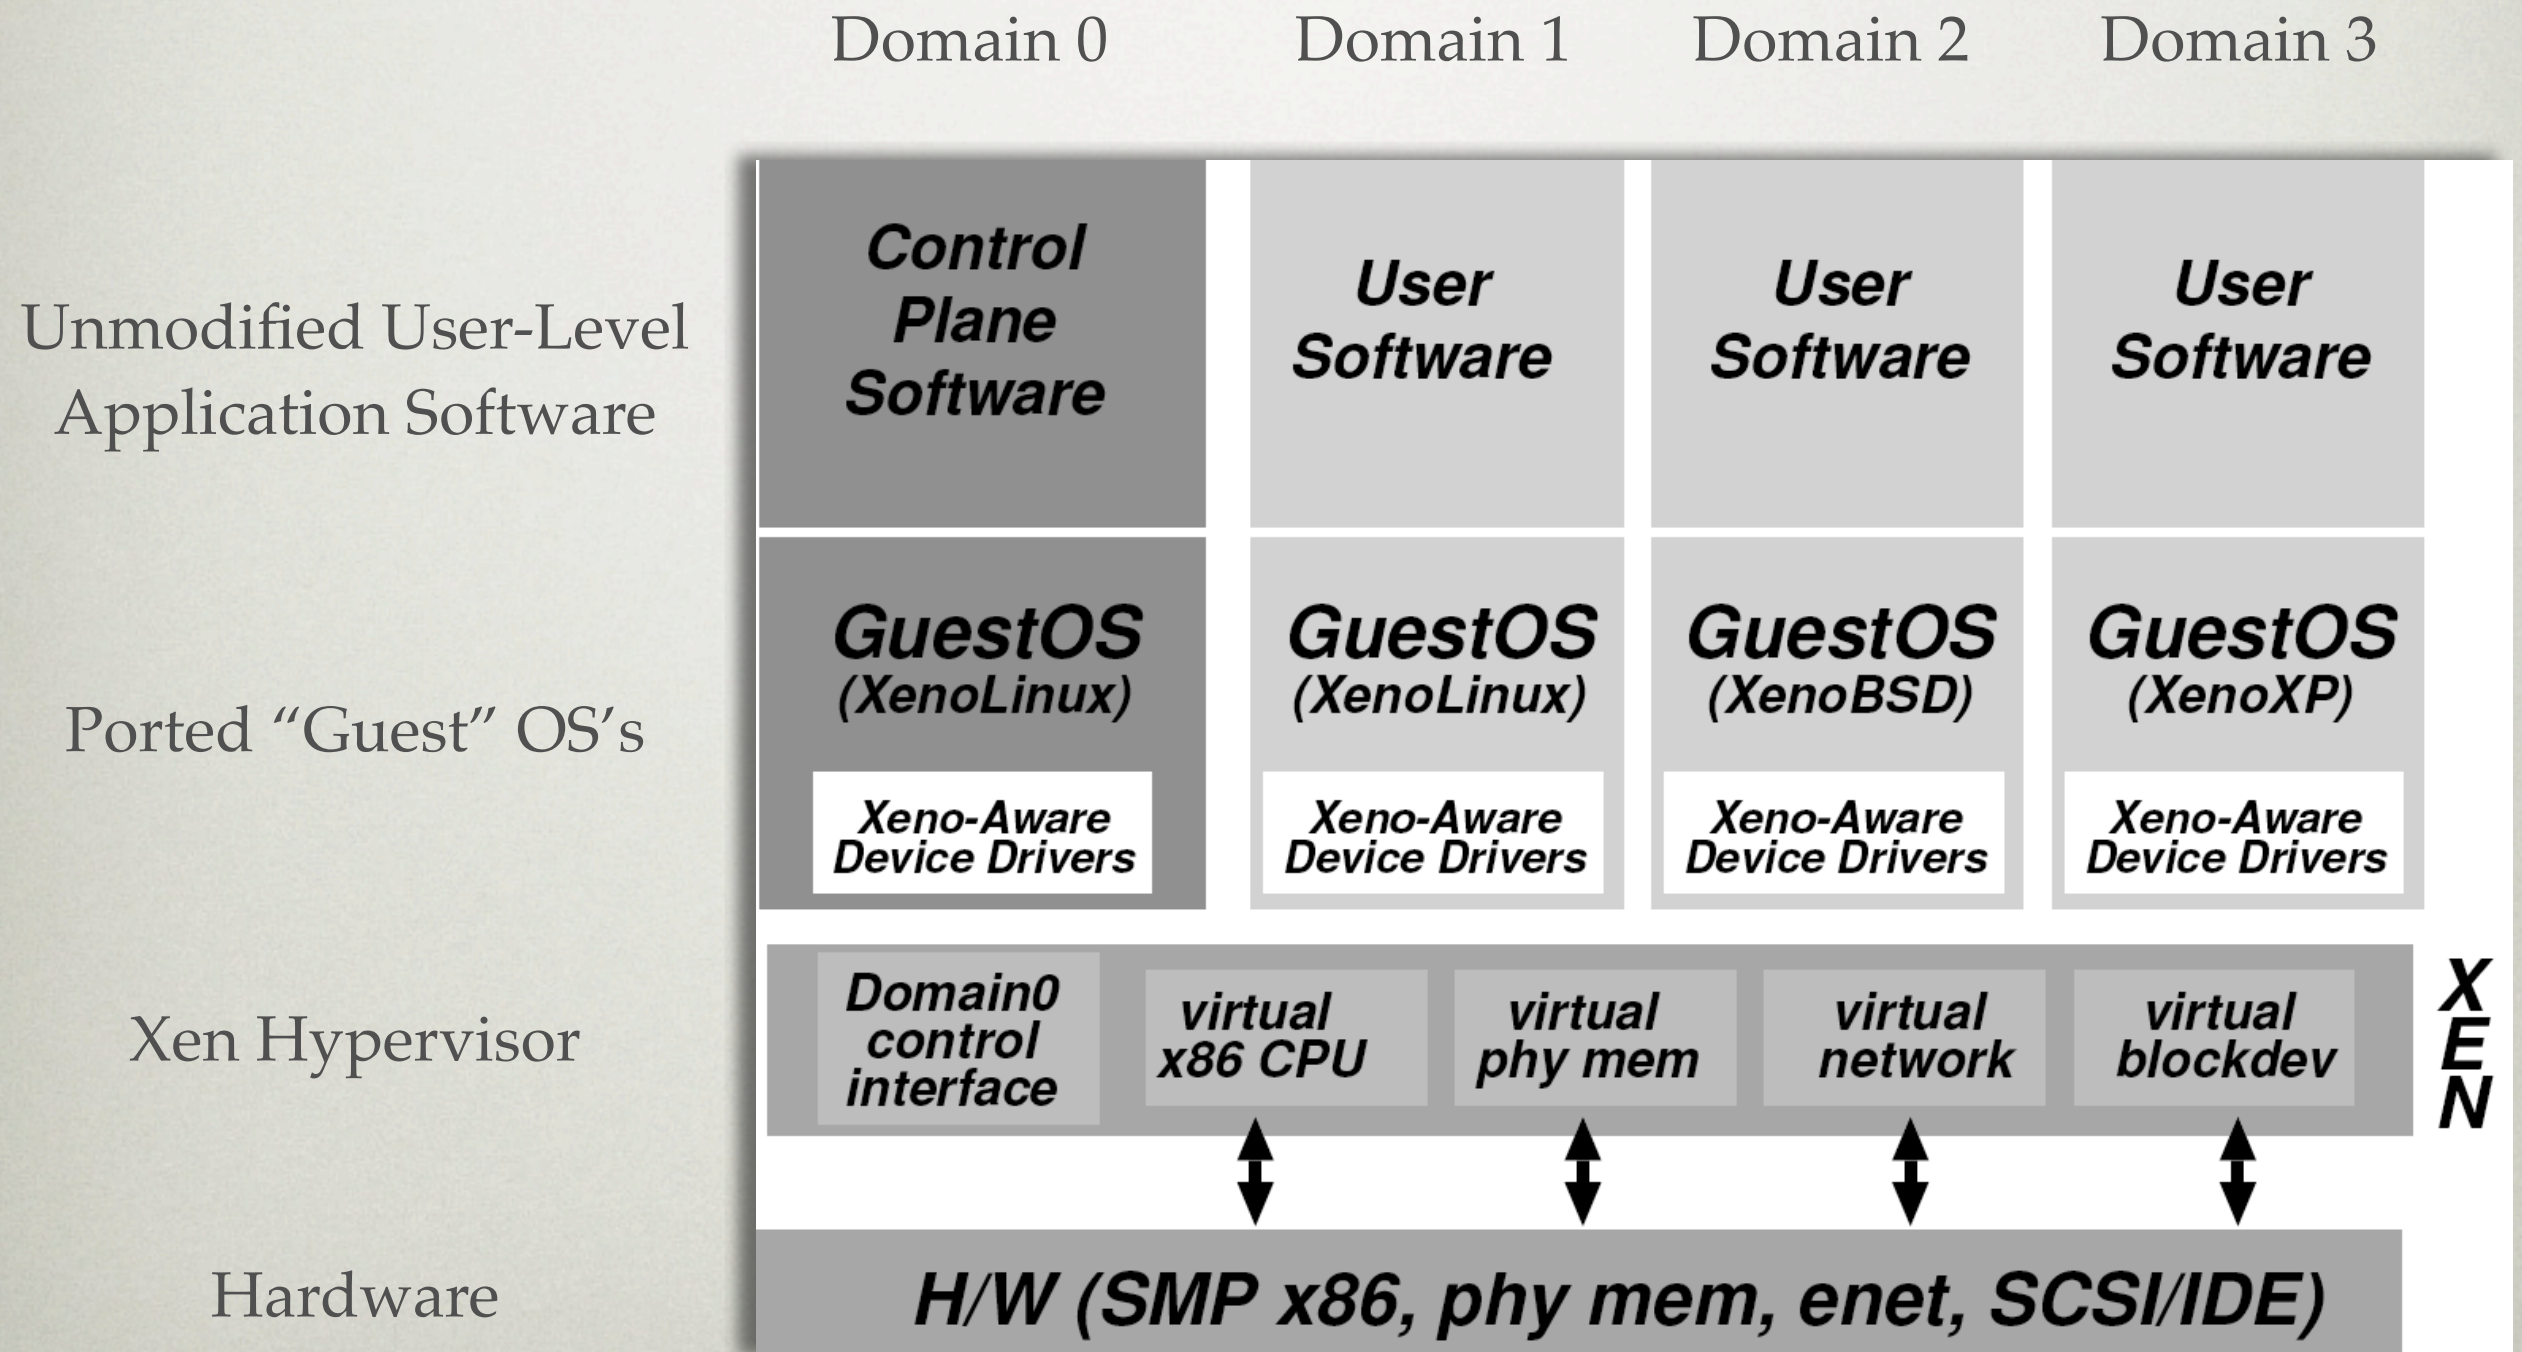 Domain 0
Domain 1
Domain 2
Domain 3
Unmodified User-Level
Application Software
Control
Plane
Software
User
Software
User
Software
User
Software
Ported “Guest” OS’s
GuestOS
(XenoLinux)
Xeno-Aware
Device Drivers
GuestOS
(XenoLinux)
Xeno-Aware
Device Drivers
GuestOS
(XenoBSD)
Xeno-Aware
Device Drivers
GuestOS
(XenoXP)
Xeno-Aware
Device Drivers
Xen Hypervisor
Domain0
control
interface
virtual
x86 CPU
virtual
phy mem
virtual
network
virtual
blockdev
XEN
Hardware
H/W (SMP x86, phy mem, enet, SCSI/IDE)